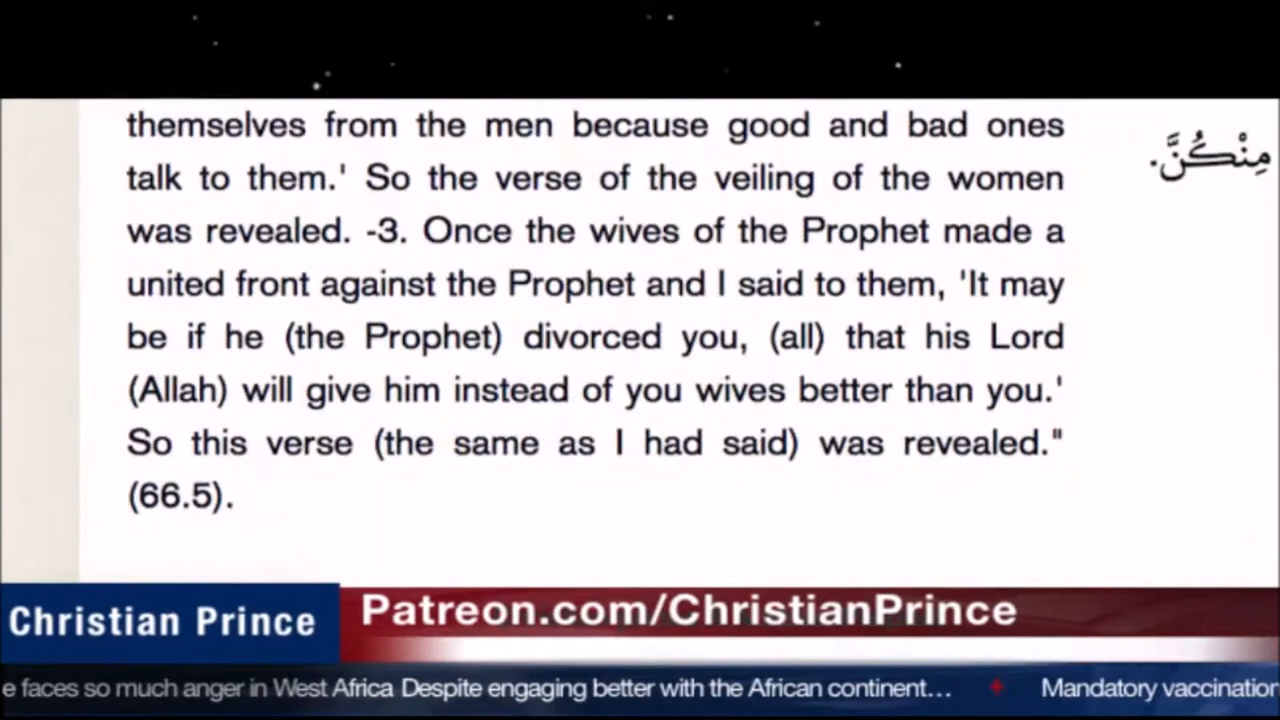 themselves from the men because good and bad ones
talk to them.' So the verse of the veiling of the women
was revealed. -3. Once the wives of the Prophet made a
united front against the Prophet and I said to them, 'It may
be if he (the Prophet) divorced you, (all) that his Lord
(Allah) will give him instead of you wives better than you.'
So this verse (the same as I had said) was revealed."
(66.5).
مِنْكُنَّ.
Christian Prince
Patreon.com/ChristianPrince
e faces so much anger in West Africa Despite engaging better with the African continent... Mandatory vaccination